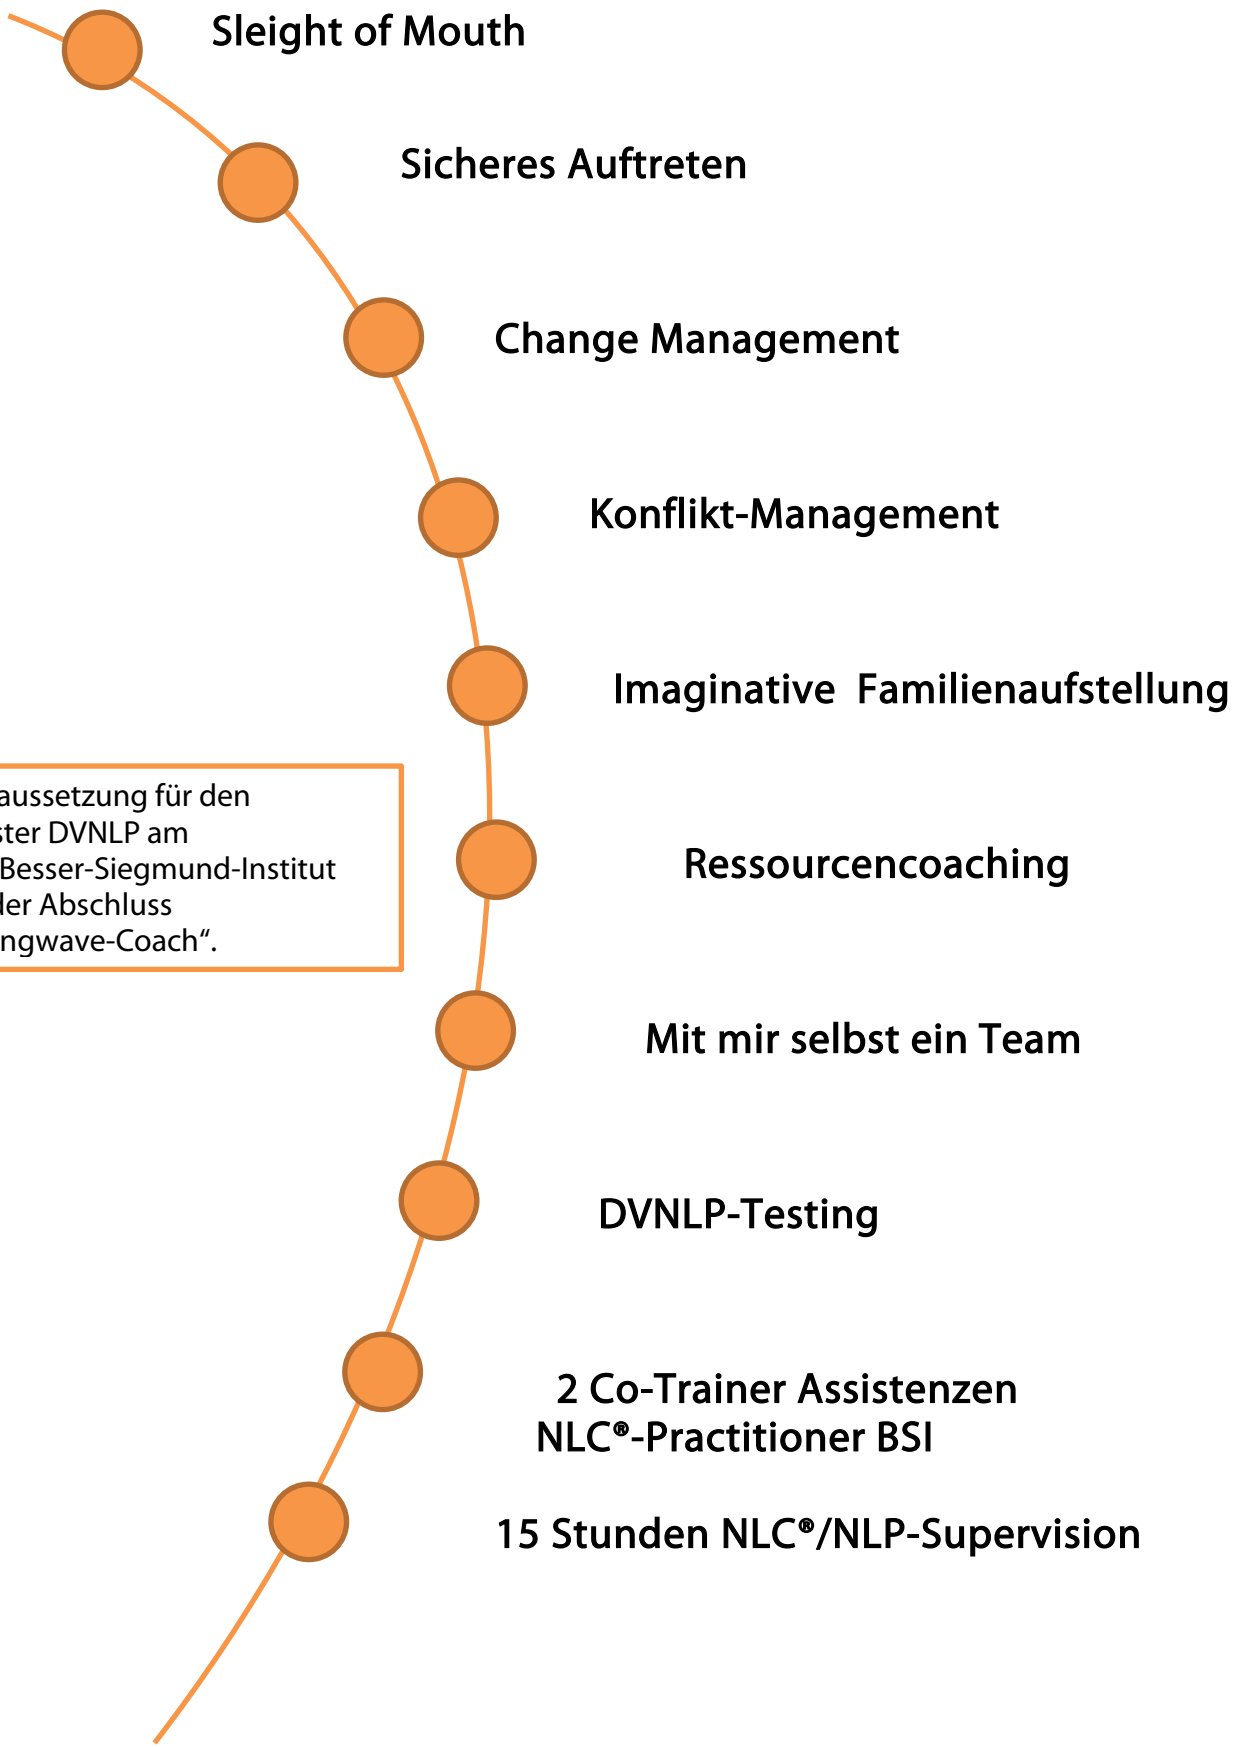 Sleight of Mouth
Sicheres Auftreten
Change Management
Konflikt-Management
Imaginative Familienaufstellung
aussetzung für den
ster DVNLP am
Besser-Siegmund-Institut
der Abschluss
ngwave-Coach“.
Ressourcencoaching
Mit mir selbst ein Team
DVNLP-Testing
2 Co-Trainer Assistenzen
NLC®-Practitioner BSI
15 Stunden NLC®/NLP-Supervision